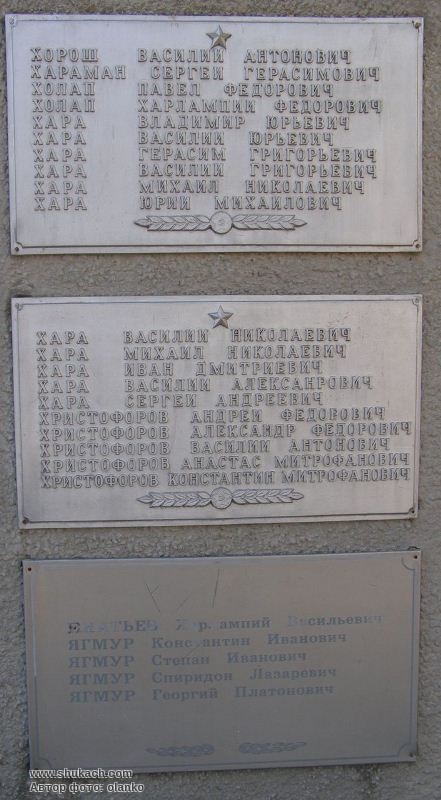 ХОРОШ ВАСИЛИЙ АНТОНОВИЧ
ХАРАМАН СЕРГЕЙ ГЕРАСИМОВИЧ
ХОЛАП ПАВЕЛ ФЕДОРОВИЧ
ХОЛАП ХАРЛАМПИЙ ФЕДОРОВИЧ
ХАРА ВЛАДИМИР ЮРЬЕВИЧ
ХАРА ВАСИЛИЙ ЮРЬЕВИЧ
ХАРА ГЕРАСИМ ГРИГОРЬЕВИЧ
ХАРА ВАСИЛИЙ ГРИГОРЬЕВИЧ
ХАРА МИХАИЛ НИКОЛАЕВИЧ
ХАРА ЮРИЙ МИХАЙЛОВИЧ
ХАРА ВАСИЛИЙ НИКОЛАЕВИЧ
ХАРА МИХАИЛ НИКОЛАЕВИЧ
ХАРА ИВАН ДМИТРИЕВИЧ
ХАРА ВАСИЛИЙ АЛЕКСАНРОВИЧ
ХАРА СЕРГЕЙ АНДРЕЕВИЧ
ХРИСТОФОРОВ АНДРЕЙ ФЕДОРОВИЧ
ХРИСТОФОРОВ АЛЕКСАНДР ФЕДОРОВИЧ
ХРИСТОФОРОВ ВАСИЛИЙ АНТОНОВИЧ
ХРИСТОФОРОВ АНАСТАС МИТРОФАНОВИЧ
ХРИСТОФОРОВ КОНСТАНТИН МИТРОФАНОВИЧ
Харлампий Васильевич
ЯГМУР Константин Иванович
ЯГМУР Степан Иванович
ЯГМУР Спиридон Лазаревич
ЯГМУР Георгий Платонович
www.shukach.com
Автор фото: olanko